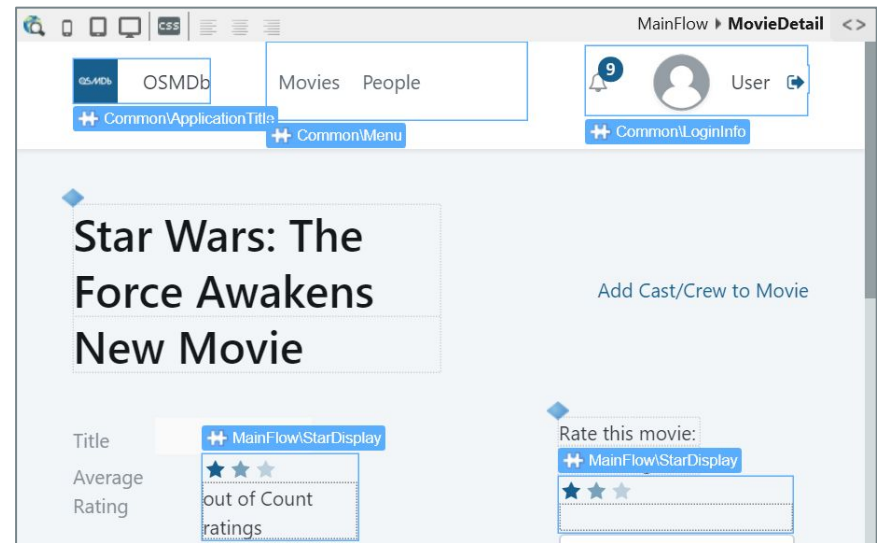 CSS MainFlow MovieDetail <>
OSMDb OSMDb Movies People 9 User
Common\ApplicationTitle
Common\Menu Common\LoginInfo
Star Wars: The
Force Awakens
New Movie
Add Cast/Crew to Movie
Title
MainFlow\StarDisplay
Average
Rating
out of Count
ratings
Rate this movie:
MainFlow\StarDisplay